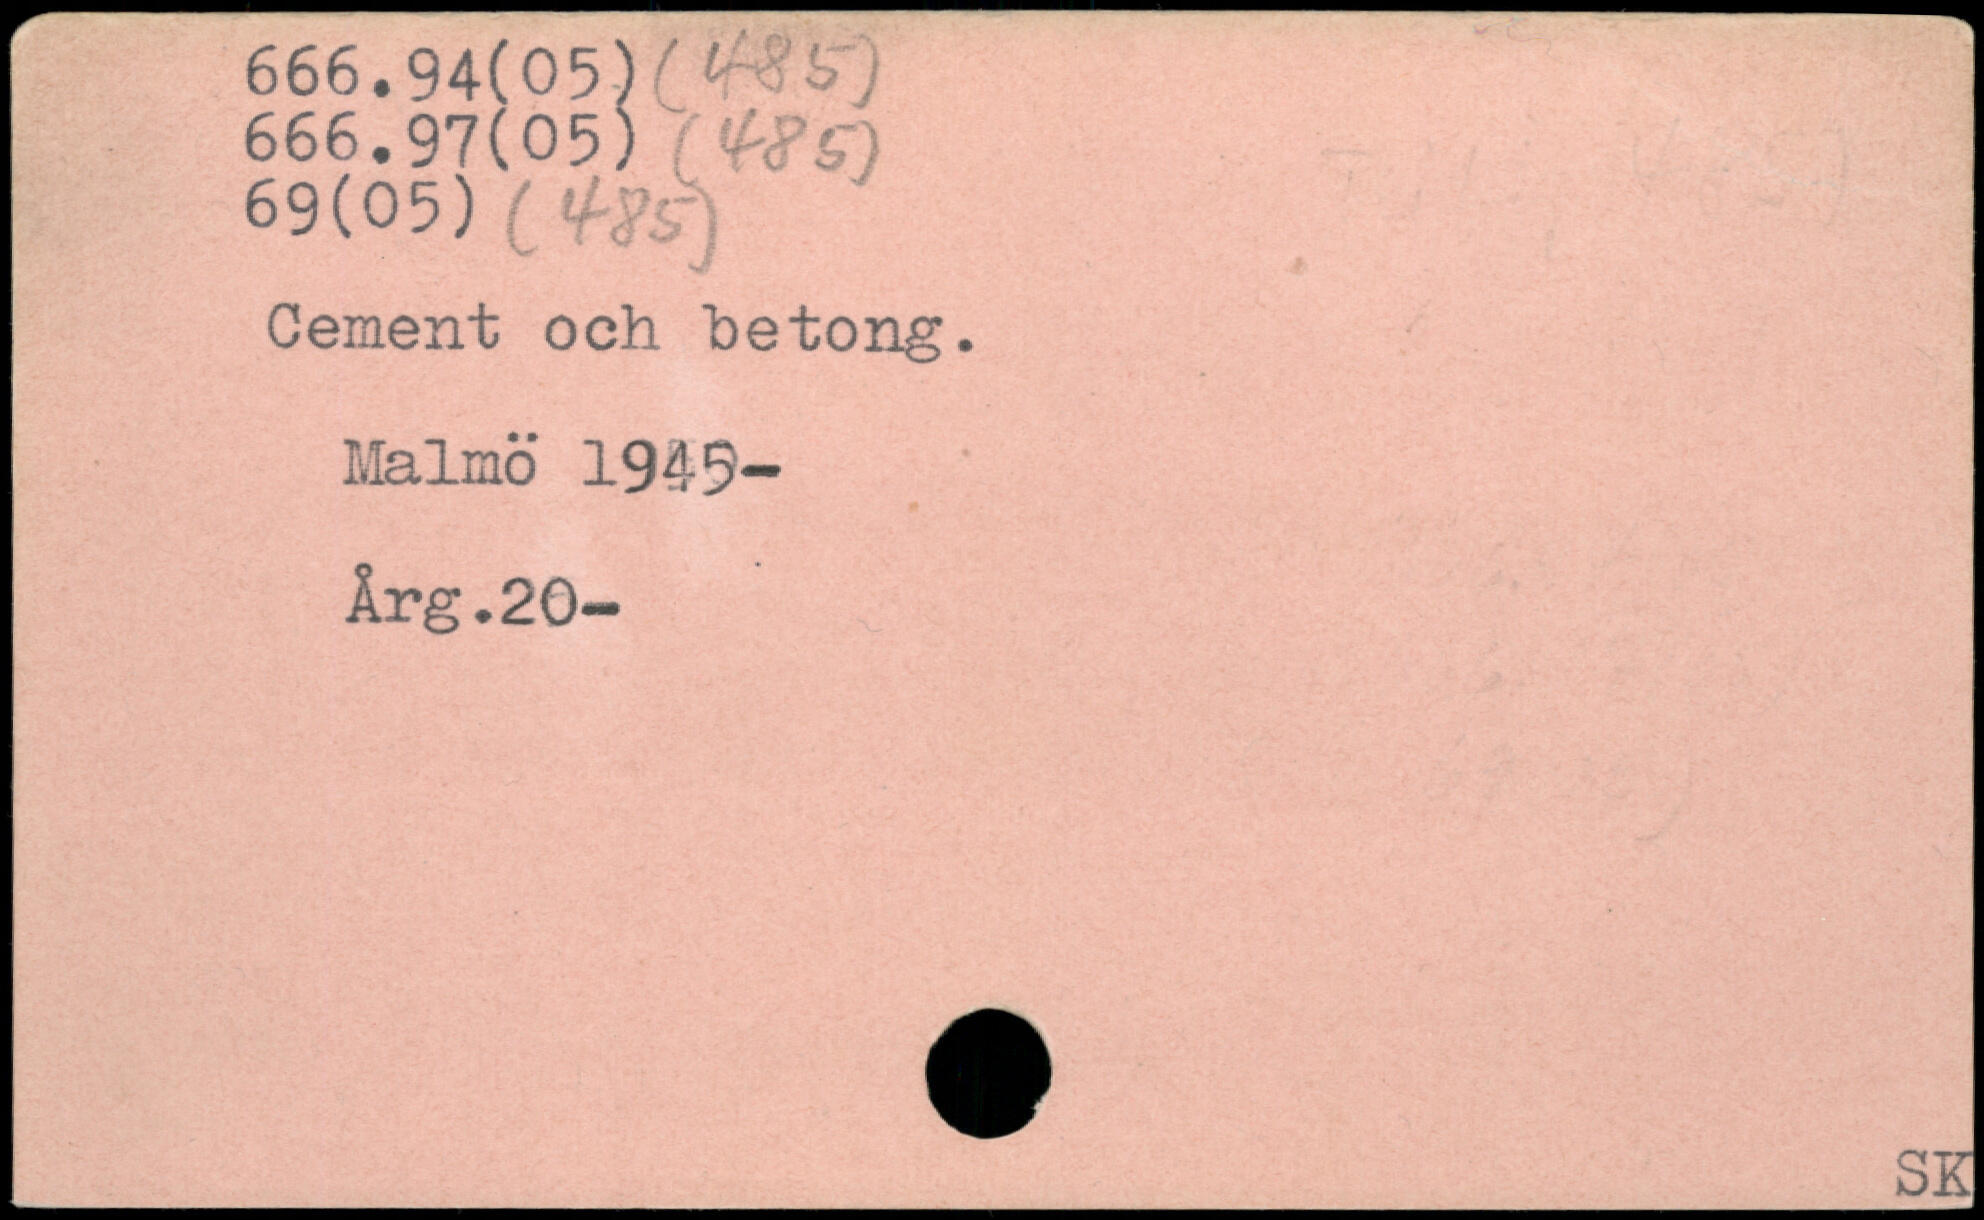 666.94(05) (485)
666.97(05) (485)
69(05) (485)
Cement och betong.
Malmö 1945-
Årg.20-
SK